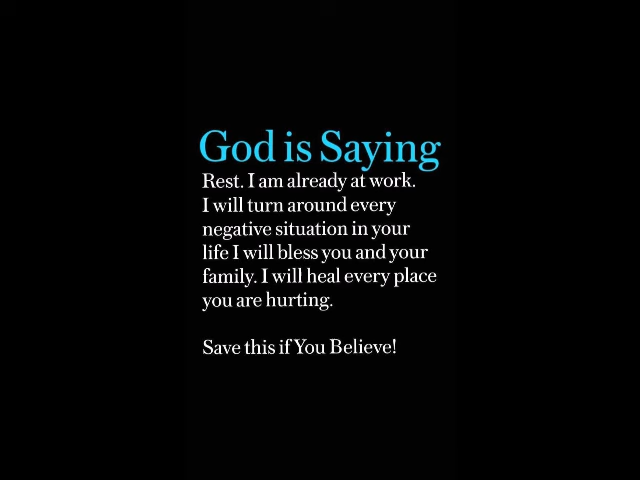 God is Saying
Rest. I am already at work.
I will turn around every
negative situation in your
life I will bless you and your
family. I will heal every place
you are hurting.
Save this if You Believe!